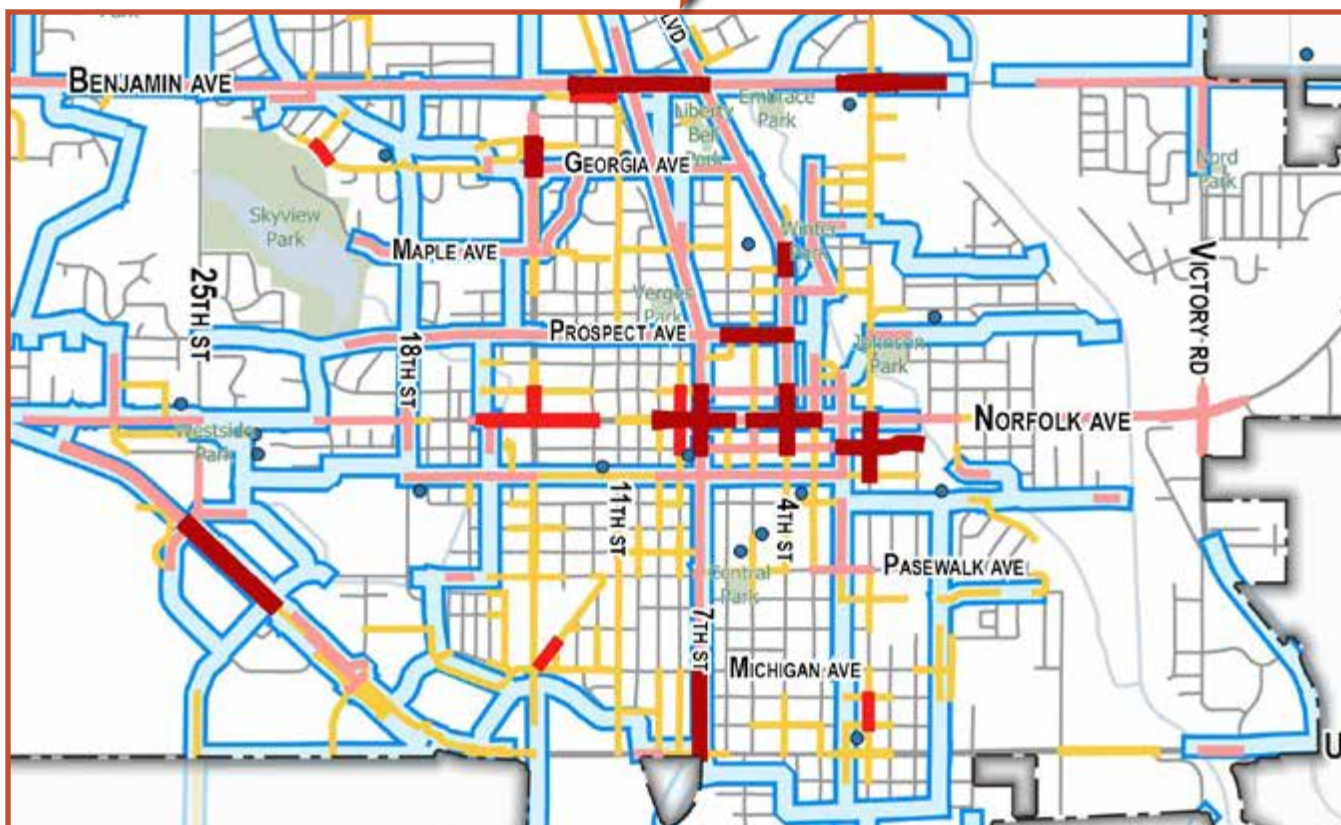 Park
LVD
BENJAMIN AVE
Liberty
Bell
Park
Embrace
Park
GEORGIA AVE
Nord
Park
Skyview
Park
Winter
Park
MAPLE AVE
25TH ST
VICTORY RD
Verges
Park
PROSPECT AVE
18TH ST
Johnson
Park
NORFOLK AVE
Westside
Park
11TH ST
4TH ST
PASEWALK AVE
Central
Park
7TH ST
MICHIGAN AVE
U